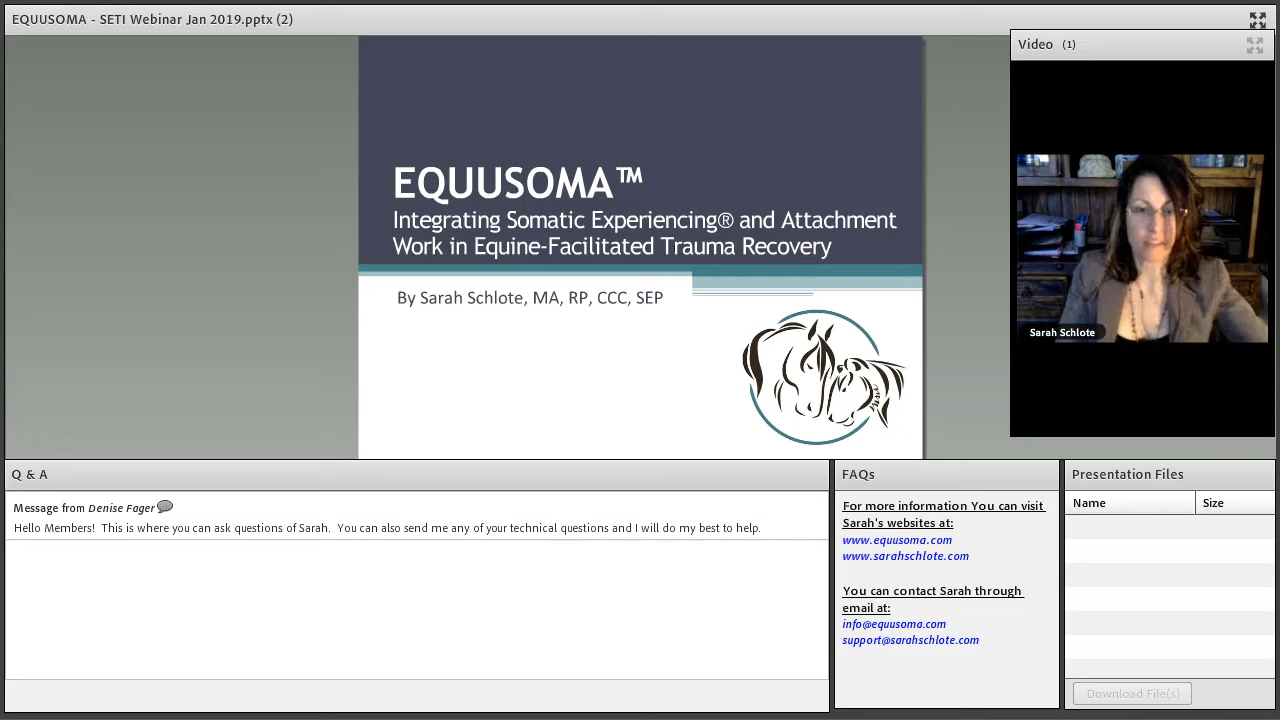 EQUUSOMA - SETI Webinar Jan 2019.pptx (2)
Video (1)
EQUUSOMA™
Integrating Somatic Experiencing® and Attachment
Work in Equine-Facilitated Trauma Recovery
By Sarah Schlote, MA, RP, CCC, SEP
Sarah Schlote
Q & A
Message from Denise Fager
Hello Members!  This is where you can ask questions of Sarah.  You can also send me any of your technical questions and I will do my best to help.
FAQs
For more information You can visit
Sarah's websites at:
www.equusoma.com
www.sarahschlote.com
You can contact Sarah through
email at:
info@equusoma.com
support@sarahschlote.com
Presentation Files
Name Size
Download File(s)